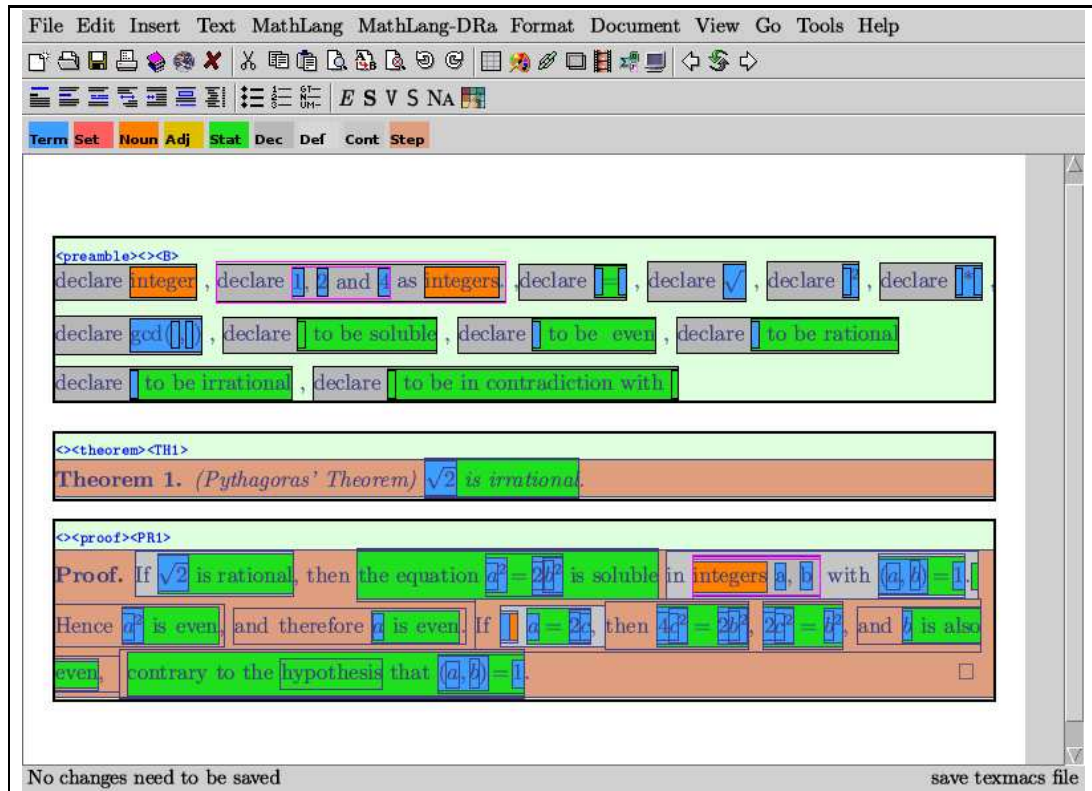 File Edit Insert Text MathLang MathLang-DRa Format Document View Go Tools Help
E S V S NA
Term Set Noun Adj Stat Dec Def Cont Step
<preamble><><B>
declare integer , declare 1, 2 and 4 as integers. ,declare = , declare √ , declare ² , declare * ,
declare gcd( , ) , declare to be soluble , declare to be even , declare to be rational
declare to be irrational , declare to be in contradiction with
<><theorem><TH1>
Theorem 1. (Pythagoras' Theorem) √2 is irrational.
<><proof><PR1>
Proof. If √2 is rational, then the equation a² = 2b² is soluble in integers a, b with (a, b) = 1.
Hence a² is even, and therefore a is even. If a = 2c, then 4c² = 2b², 2c² = b², and b is also
even, contrary to the hypothesis that (a, b) = 1. □
No changes need to be saved save texmacs file